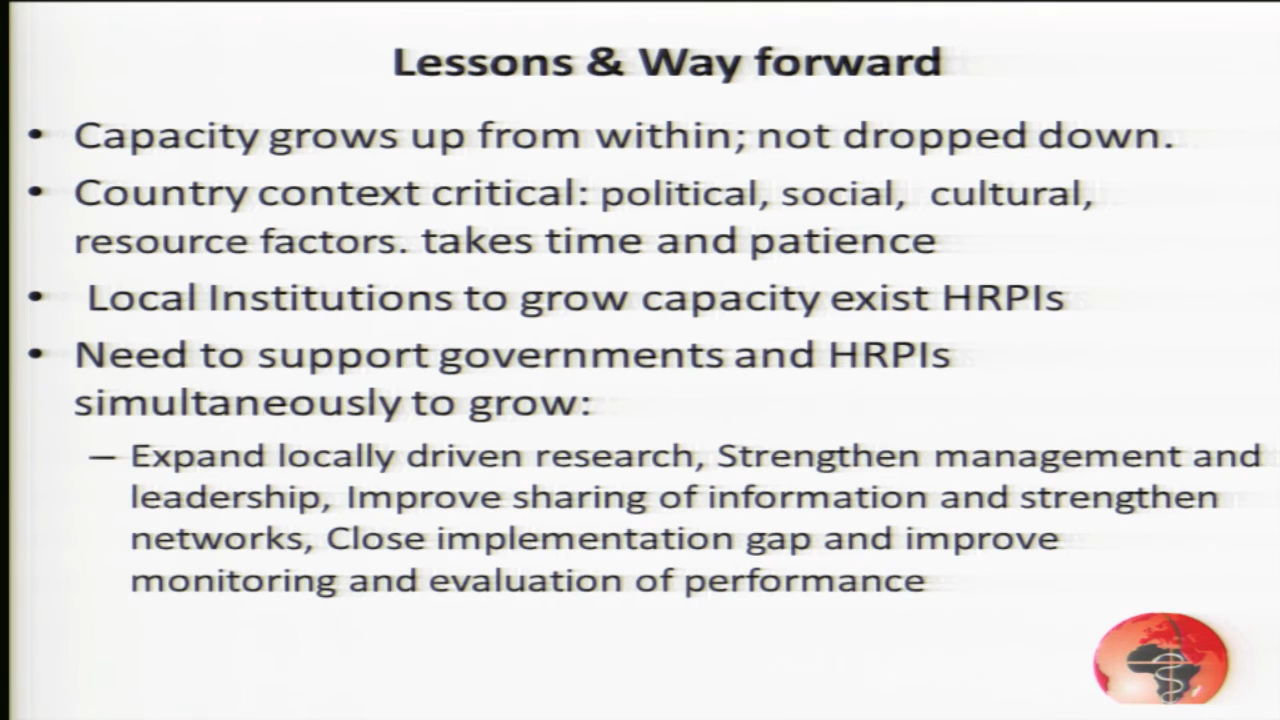 Lessons & Way forward
• Capacity grows up from within; not dropped down.
• Country context critical: political, social, cultural,
resource factors. takes time and patience
• Local Institutions to grow capacity exist HRPIs
• Need to support governments and HRPIs
simultaneously to grow:
– Expand locally driven research, Strengthen management and
leadership, Improve sharing of information and strengthen
networks, Close implementation gap and improve
monitoring and evaluation of performance